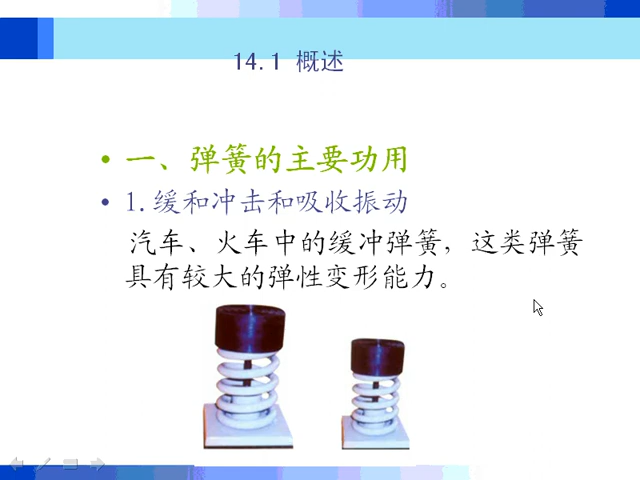 14.1 概述
• 一、弹簧的主要功用
• 1.缓和冲击和吸收振动
汽车、火车中的缓冲弹簧，这类弹簧
具有较大的弹性变形能力。